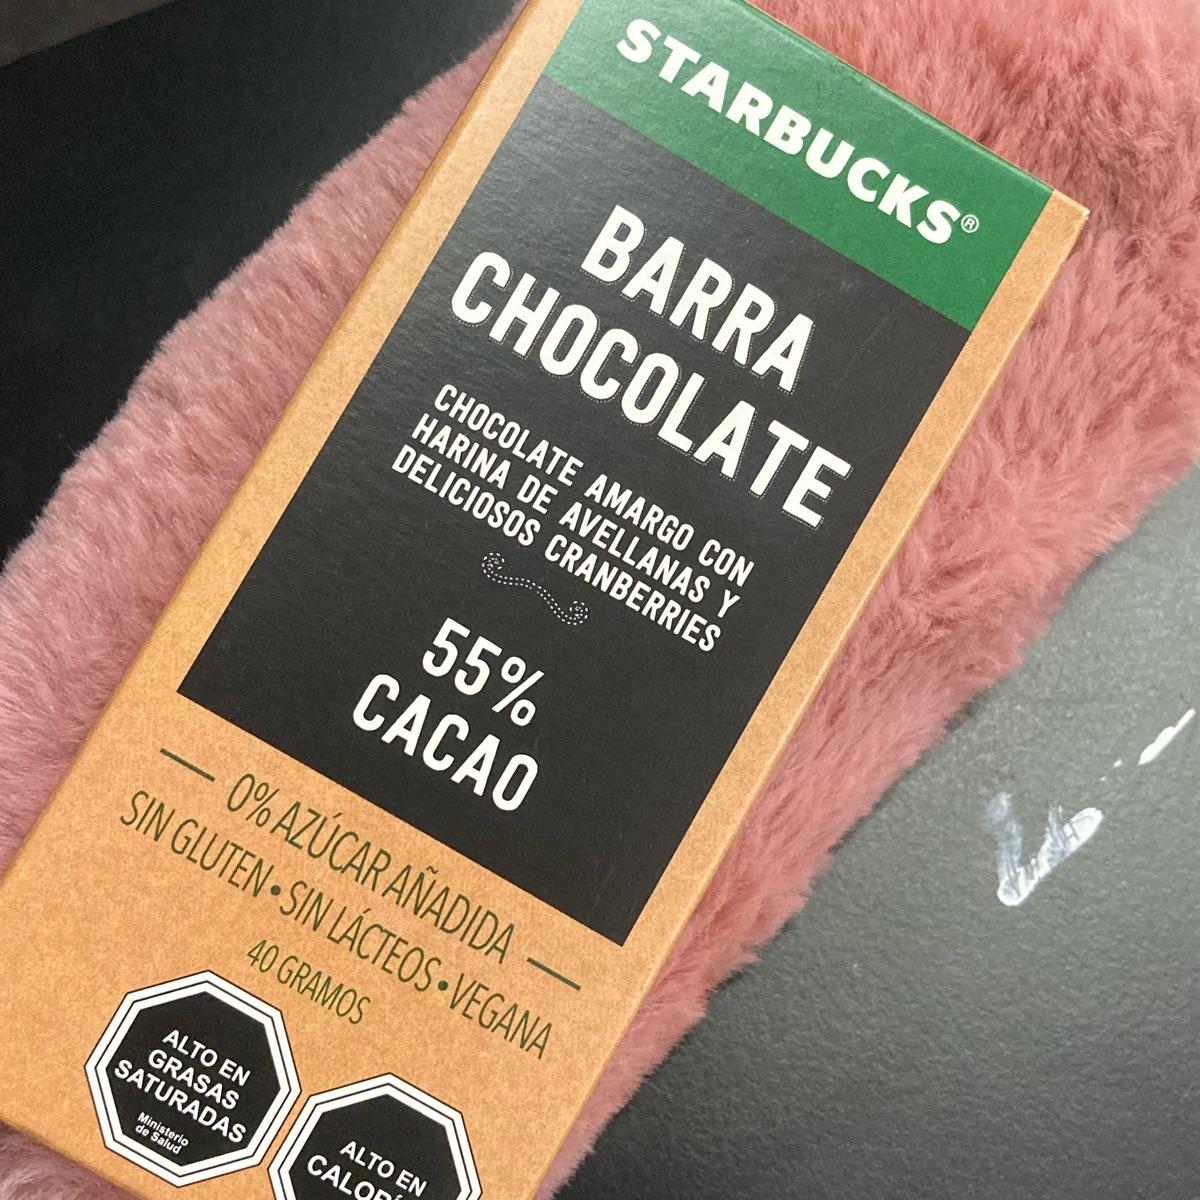 STARBUCKS®
BARRA
CHOCOLATE
CHOCOLATE AMARGO CON
HARINA DE AVELLANAS Y
DELICIOSOS CRANBERRIES
55%
CACAO
0% AZÚCAR AÑADIDA
SIN GLUTEN•SIN LÁCTEOS•VEGANA
40 GRAMOS
ALTO EN
GRASAS
SATURADAS
Ministerio
de Salud
ALTO EN